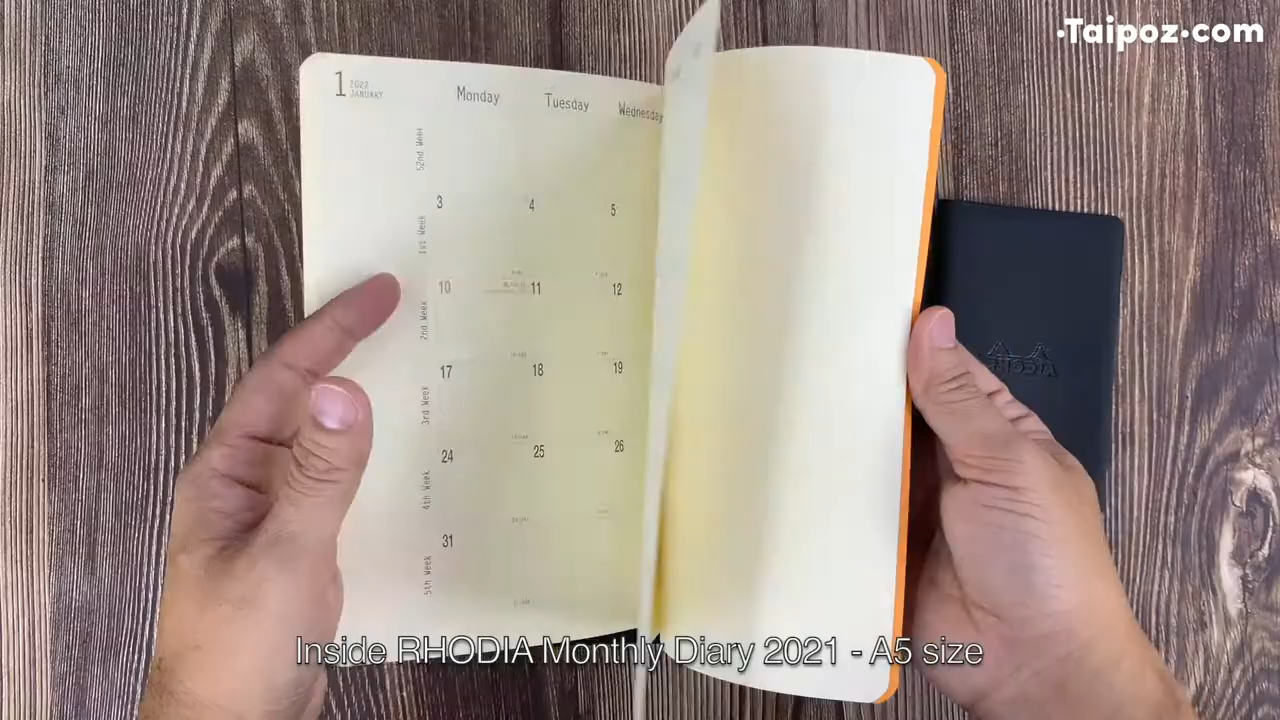 ·Taipoz·com
1 2022
JANUARY
Monday Tuesday Wednesday
52nd Week
1st Week
3 4 5
2nd Week
10 11 12
3rd Week
17 18 19
4th Week
24 25 26
5th Week
31
RHODIA
Inside RHODIA Monthly Diary 2021 - A5 size